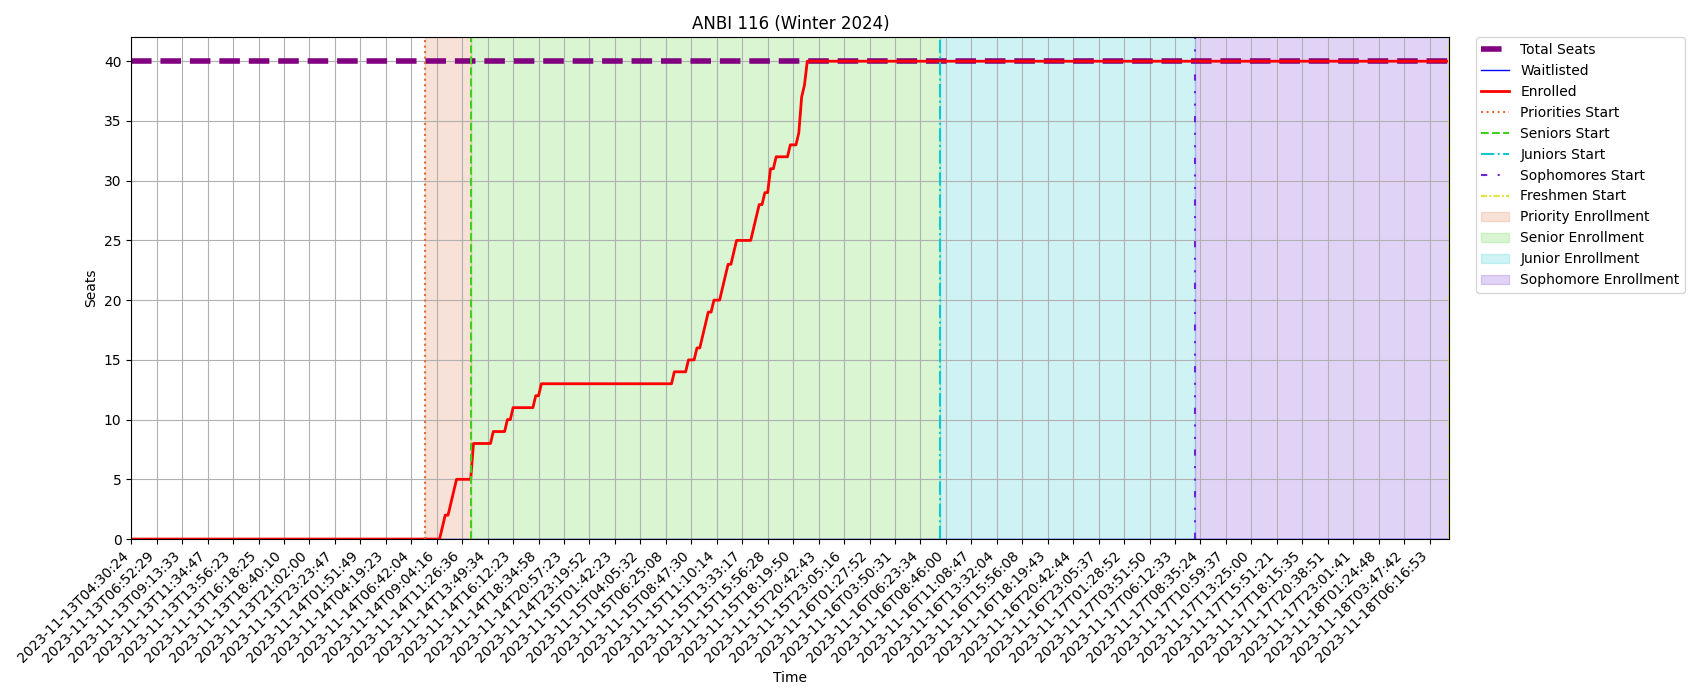 ANBI 116 (Winter 2024)
Total Seats
Waitlisted
Enrolled
Priorities Start
Seniors Start
Juniors Start
Sophomores Start
Freshmen Start
Priority Enrollment
Senior Enrollment
Junior Enrollment
Sophomore Enrollment
Seats
40
35
30
25
20
15
10
5
0
2023-11-13T04:30:24
2023-11-13T06:52:29
2023-11-13T09:13:33
2023-11-13T11:34:47
2023-11-13T13:56:23
2023-11-13T16:18:25
2023-11-13T18:40:10
2023-11-13T21:02:00
2023-11-13T23:23:47
2023-11-14T01:51:49
2023-11-14T04:19:23
2023-11-14T06:42:04
2023-11-14T09:04:16
2023-11-14T11:26:36
2023-11-14T13:49:34
2023-11-14T16:12:23
2023-11-14T18:34:58
2023-11-14T20:57:23
2023-11-14T23:19:52
2023-11-15T01:42:23
2023-11-15T04:05:32
2023-11-15T06:25:08
2023-11-15T08:47:30
2023-11-15T11:10:14
2023-11-15T13:33:17
2023-11-15T15:56:28
2023-11-15T18:19:50
2023-11-15T20:42:43
2023-11-15T23:05:16
2023-11-16T01:27:52
2023-11-16T03:50:31
2023-11-16T06:23:34
2023-11-16T08:46:00
2023-11-16T11:08:47
2023-11-16T13:32:04
2023-11-16T15:56:08
2023-11-16T18:19:43
2023-11-16T20:42:44
2023-11-16T23:05:37
2023-11-17T01:28:52
2023-11-17T03:51:50
2023-11-17T06:12:33
2023-11-17T08:35:24
2023-11-17T10:59:37
2023-11-17T13:25:00
2023-11-17T15:51:21
2023-11-17T18:15:35
2023-11-17T20:38:51
2023-11-17T23:01:41
2023-11-18T01:24:48
2023-11-18T03:47:42
2023-11-18T06:16:53
Time